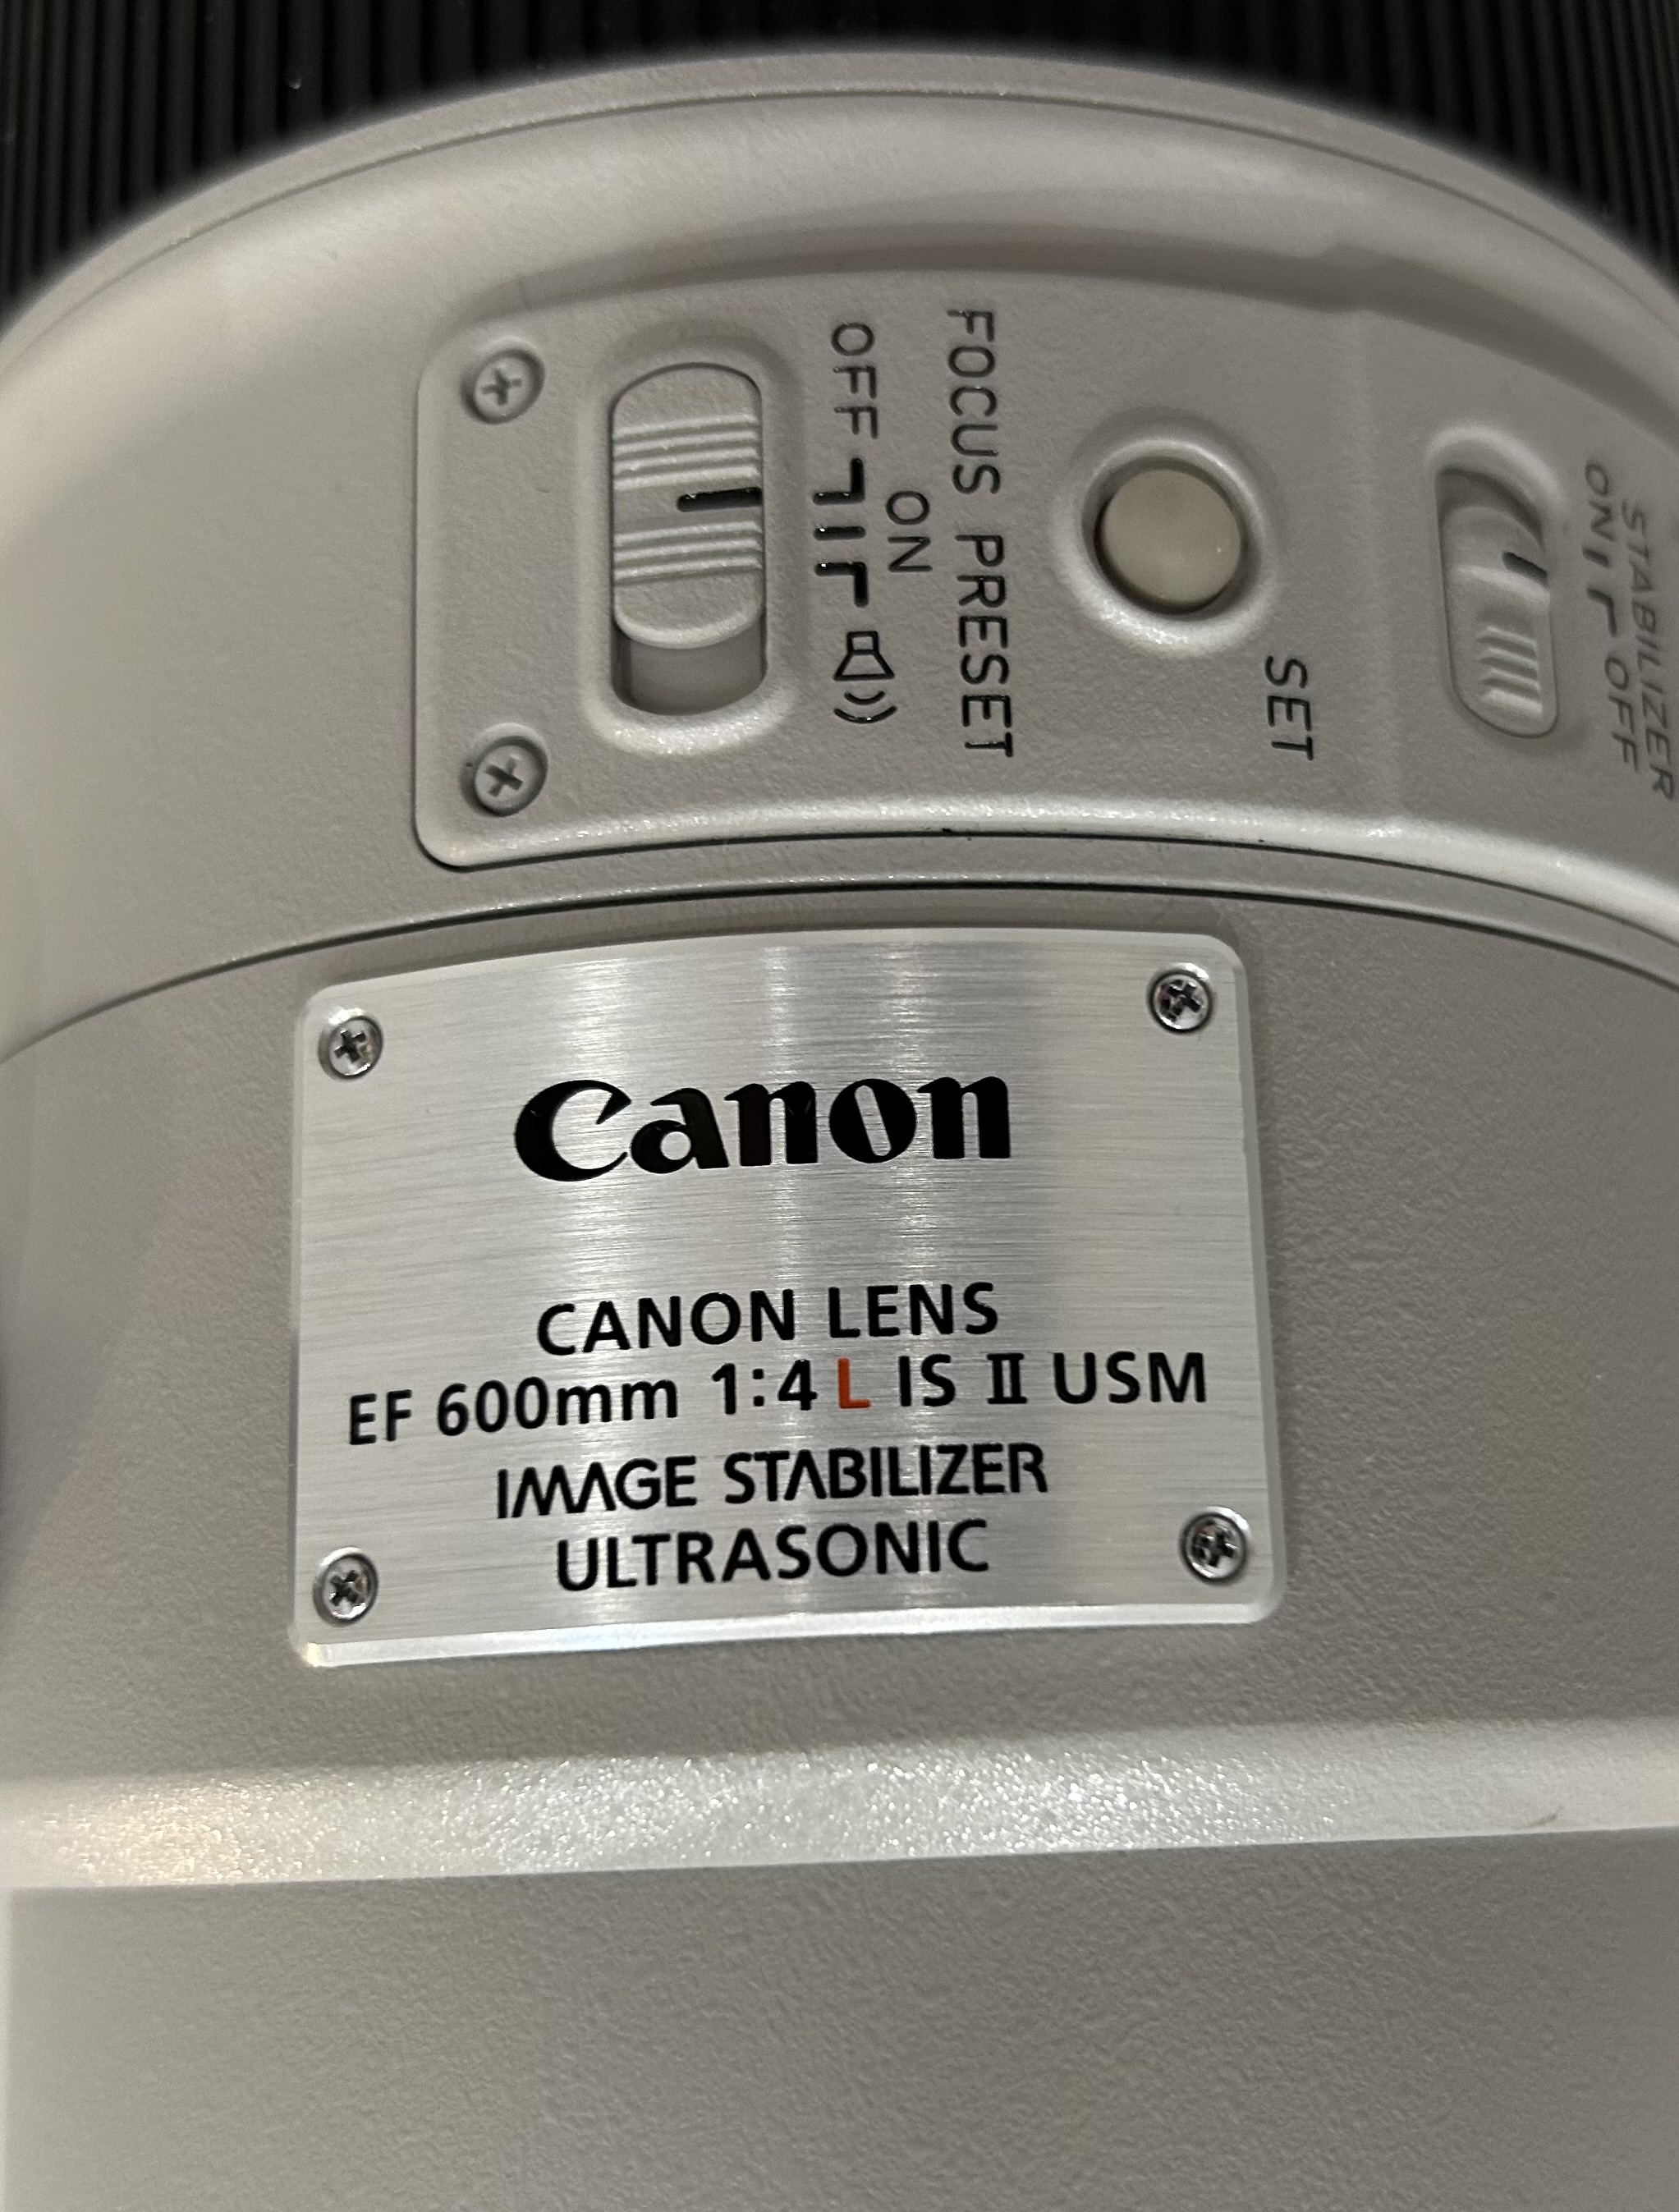 OFF ON
FOCUS PRESET
SET
ON OFF
STABILIZER
Canon
CANON LENS
EF 600mm 1:4 L IS II USM
IMAGE STABILIZER
ULTRASONIC